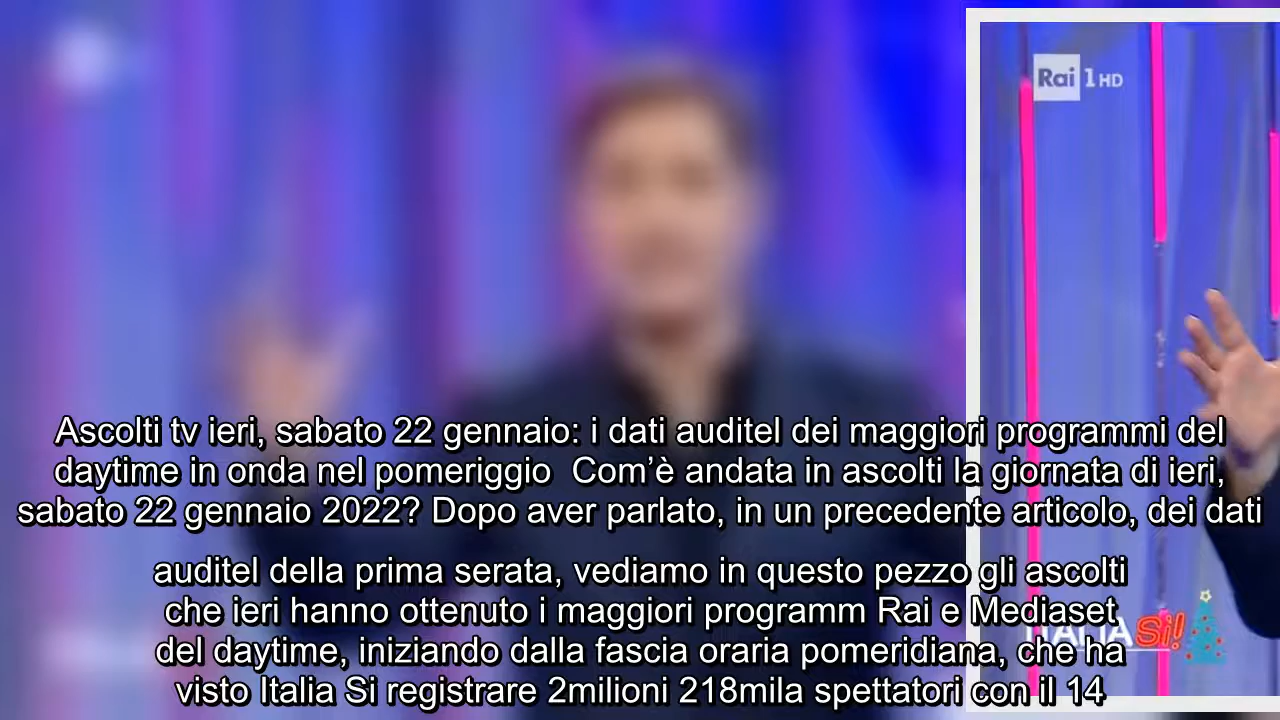 Rai 1 HD
Ascolti tv ieri, sabato 22 gennaio: i dati auditel dei maggiori programmi del
daytime in onda nel pomeriggio  Com’è andata in ascolti la giornata di ieri,
sabato 22 gennaio 2022? Dopo aver parlato, in un precedente articolo, dei dati
auditel della prima serata, vediamo in questo pezzo gli ascolti
che ieri hanno ottenuto i maggiori programm Rai e Mediaset
del daytime, iniziando dalla fascia oraria pomeridiana, che ha
visto Italia Si registrare 2milioni 218mila spettatori con il 14
ITALIA Sì!